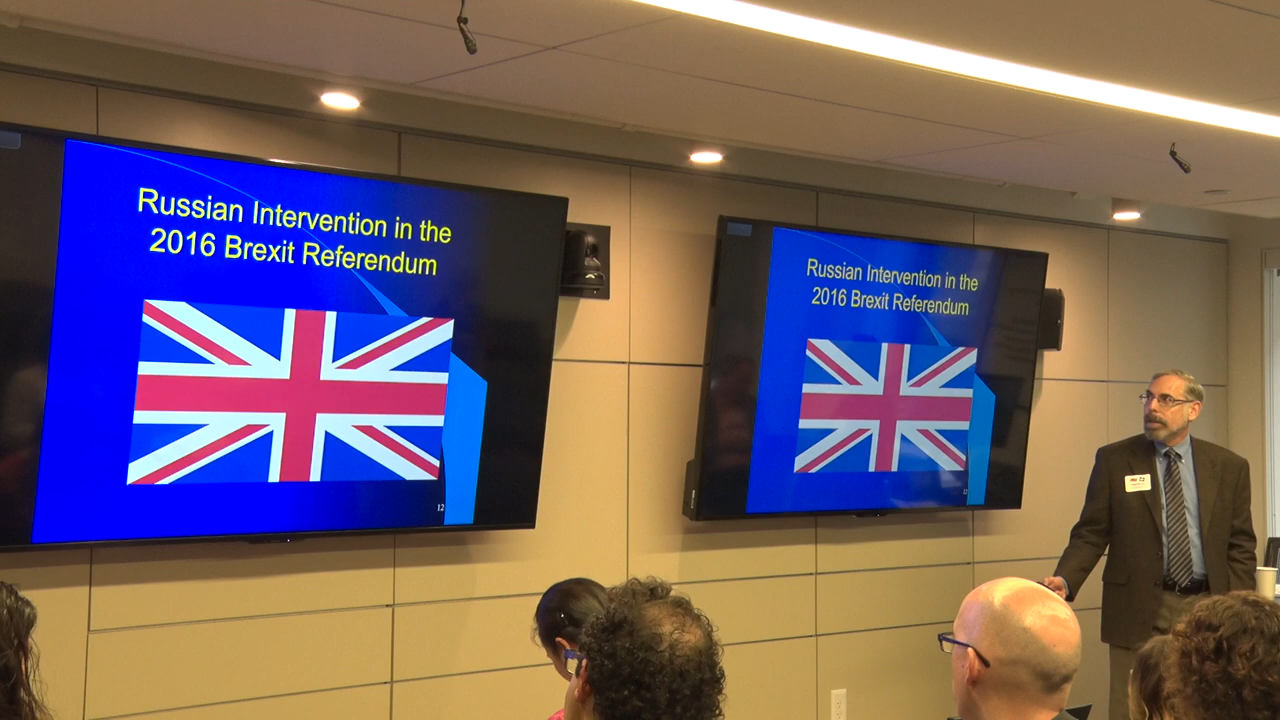 Russian Intervention in the
2016 Brexit Referendum
12
Russian Intervention in the
2016 Brexit Referendum
12